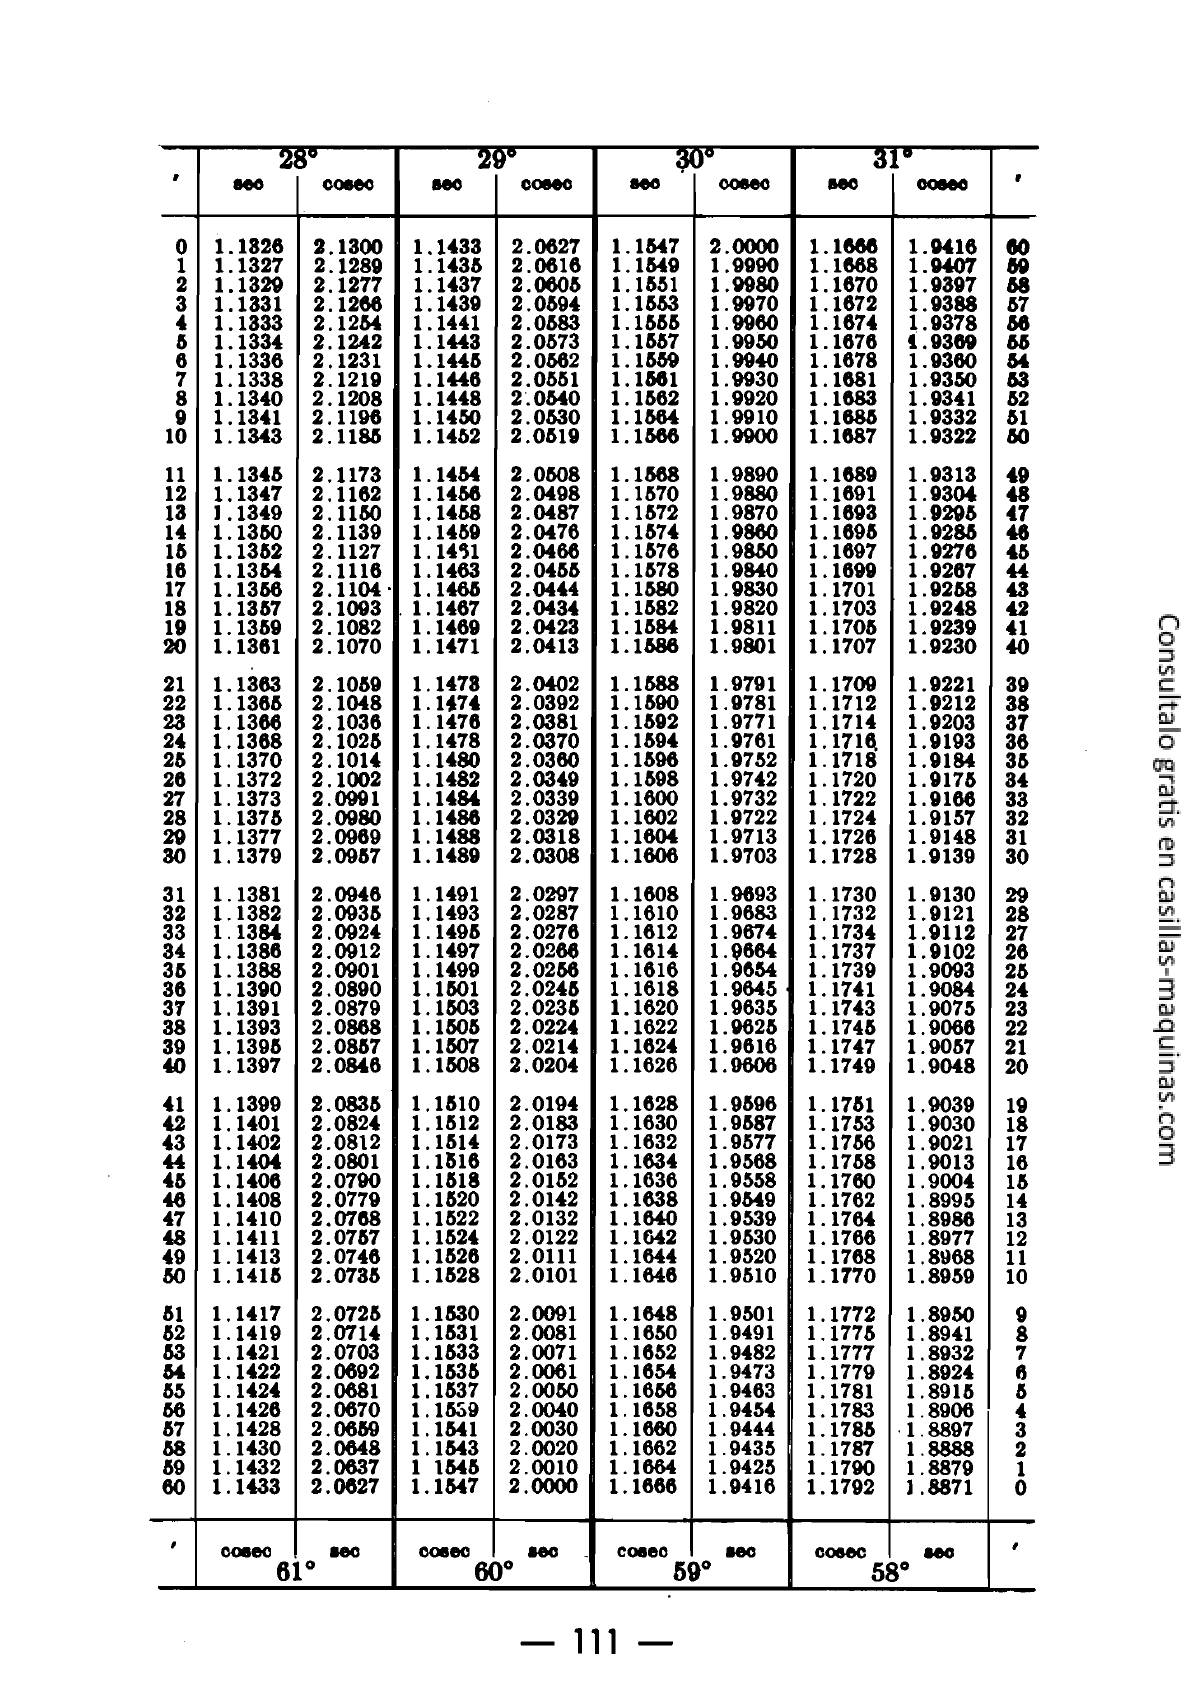 28° 29° 30° 31°
′ sec cosec sec cosec sec cosec sec cosec ′
0 1.1326 2.1300 1.1433 2.0627 1.1547 2.0000 1.1666 1.9416 60
1 1.1327 2.1289 1.1435 2.0616 1.1549 1.9990 1.1668 1.9407 59
2 1.1329 2.1277 1.1437 2.0605 1.1551 1.9980 1.1670 1.9397 58
3 1.1331 2.1266 1.1439 2.0594 1.1553 1.9970 1.1672 1.9388 57
4 1.1333 2.1254 1.1441 2.0583 1.1555 1.9960 1.1674 1.9378 56
5 1.1334 2.1242 1.1443 2.0573 1.1557 1.9950 1.1676 1.9369 55
6 1.1336 2.1231 1.1445 2.0562 1.1559 1.9940 1.1678 1.9360 54
7 1.1338 2.1219 1.1446 2.0551 1.1561 1.9930 1.1681 1.9350 53
8 1.1340 2.1208 1.1448 2.0540 1.1562 1.9920 1.1683 1.9341 52
9 1.1341 2.1196 1.1450 2.0530 1.1564 1.9910 1.1685 1.9332 51
10 1.1343 2.1185 1.1452 2.0519 1.1566 1.9900 1.1687 1.9322 50
11 1.1345 2.1173 1.1454 2.0508 1.1568 1.9890 1.1689 1.9313 49
12 1.1347 2.1162 1.1456 2.0498 1.1570 1.9880 1.1691 1.9304 48
13 1.1349 2.1150 1.1458 2.0487 1.1572 1.9870 1.1693 1.9295 47
14 1.1350 2.1139 1.1459 2.0476 1.1574 1.9860 1.1695 1.9285 46
15 1.1352 2.1127 1.1461 2.0466 1.1576 1.9850 1.1697 1.9276 45
16 1.1354 2.1116 1.1463 2.0455 1.1578 1.9840 1.1699 1.9267 44
17 1.1356 2.1104 1.1465 2.0444 1.1580 1.9830 1.1701 1.9258 43
18 1.1357 2.1093 1.1467 2.0434 1.1582 1.9820 1.1703 1.9248 42
19 1.1359 2.1082 1.1469 2.0423 1.1584 1.9811 1.1705 1.9239 41
20 1.1361 2.1070 1.1471 2.0413 1.1586 1.9801 1.1707 1.9230 40
21 1.1363 2.1059 1.1473 2.0402 1.1588 1.9791 1.1709 1.9221 39
22 1.1365 2.1048 1.1474 2.0392 1.1590 1.9781 1.1712 1.9212 38
23 1.1366 2.1036 1.1476 2.0381 1.1592 1.9771 1.1714 1.9203 37
24 1.1368 2.1025 1.1478 2.0370 1.1594 1.9761 1.1716 1.9193 36
25 1.1370 2.1014 1.1480 2.0360 1.1596 1.9752 1.1718 1.9184 35
26 1.1372 2.1002 1.1482 2.0349 1.1598 1.9742 1.1720 1.9175 34
27 1.1373 2.0991 1.1484 2.0339 1.1600 1.9732 1.1722 1.9166 33
28 1.1375 2.0980 1.1486 2.0329 1.1602 1.9722 1.1724 1.9157 32
29 1.1377 2.0969 1.1488 2.0318 1.1604 1.9713 1.1726 1.9148 31
30 1.1379 2.0957 1.1489 2.0308 1.1606 1.9703 1.1728 1.9139 30
31 1.1381 2.0946 1.1491 2.0297 1.1608 1.9693 1.1730 1.9130 29
32 1.1382 2.0935 1.1493 2.0287 1.1610 1.9683 1.1732 1.9121 28
33 1.1384 2.0924 1.1495 2.0276 1.1612 1.9674 1.1734 1.9112 27
34 1.1386 2.0912 1.1497 2.0266 1.1614 1.9664 1.1737 1.9102 26
35 1.1388 2.0901 1.1499 2.0256 1.1616 1.9654 1.1739 1.9093 25
36 1.1390 2.0890 1.1501 2.0245 1.1618 1.9645 1.1741 1.9084 24
37 1.1391 2.0879 1.1503 2.0235 1.1620 1.9635 1.1743 1.9075 23
38 1.1393 2.0868 1.1505 2.0224 1.1622 1.9625 1.1745 1.9066 22
39 1.1395 2.0857 1.1507 2.0214 1.1624 1.9616 1.1747 1.9057 21
40 1.1397 2.0846 1.1508 2.0204 1.1626 1.9606 1.1749 1.9048 20
41 1.1399 2.0835 1.1510 2.0194 1.1628 1.9596 1.1751 1.9039 19
42 1.1401 2.0824 1.1512 2.0183 1.1630 1.9587 1.1753 1.9030 18
43 1.1402 2.0812 1.1514 2.0173 1.1632 1.9577 1.1756 1.9021 17
44 1.1404 2.0801 1.1516 2.0163 1.1634 1.9568 1.1758 1.9013 16
45 1.1406 2.0790 1.1518 2.0152 1.1636 1.9558 1.1760 1.9004 15
46 1.1408 2.0779 1.1520 2.0142 1.1638 1.9549 1.1762 1.8995 14
47 1.1410 2.0768 1.1522 2.0132 1.1640 1.9539 1.1764 1.8986 13
48 1.1411 2.0757 1.1524 2.0122 1.1642 1.9530 1.1766 1.8977 12
49 1.1413 2.0746 1.1526 2.0111 1.1644 1.9520 1.1768 1.8968 11
50 1.1415 2.0735 1.1528 2.0101 1.1646 1.9510 1.1770 1.8959 10
51 1.1417 2.0725 1.1530 2.0091 1.1648 1.9501 1.1772 1.8950 9
52 1.1419 2.0714 1.1531 2.0081 1.1650 1.9491 1.1775 1.8941 8
53 1.1421 2.0703 1.1533 2.0071 1.1652 1.9482 1.1777 1.8932 7
54 1.1422 2.0692 1.1535 2.0061 1.1654 1.9473 1.1779 1.8924 6
55 1.1424 2.0681 1.1537 2.0050 1.1656 1.9463 1.1781 1.8915 5
56 1.1426 2.0670 1.1539 2.0040 1.1658 1.9454 1.1783 1.8906 4
57 1.1428 2.0659 1.1541 2.0030 1.1660 1.9444 1.1785 1.8897 3
58 1.1430 2.0648 1.1543 2.0020 1.1662 1.9435 1.1787 1.8888 2
59 1.1432 2.0637 1 1545 2.0010 1.1664 1.9425 1.1790 1.8879 1
60 1.1433 2.0627 1.1547 2.0000 1.1666 1.9416 1.1792 1.8871 0
′ cosec sec cosec sec cosec sec cosec sec ′
61° 60° 59° 58°
— 111 —
Consultalo gratis en casillas-maquinas.com